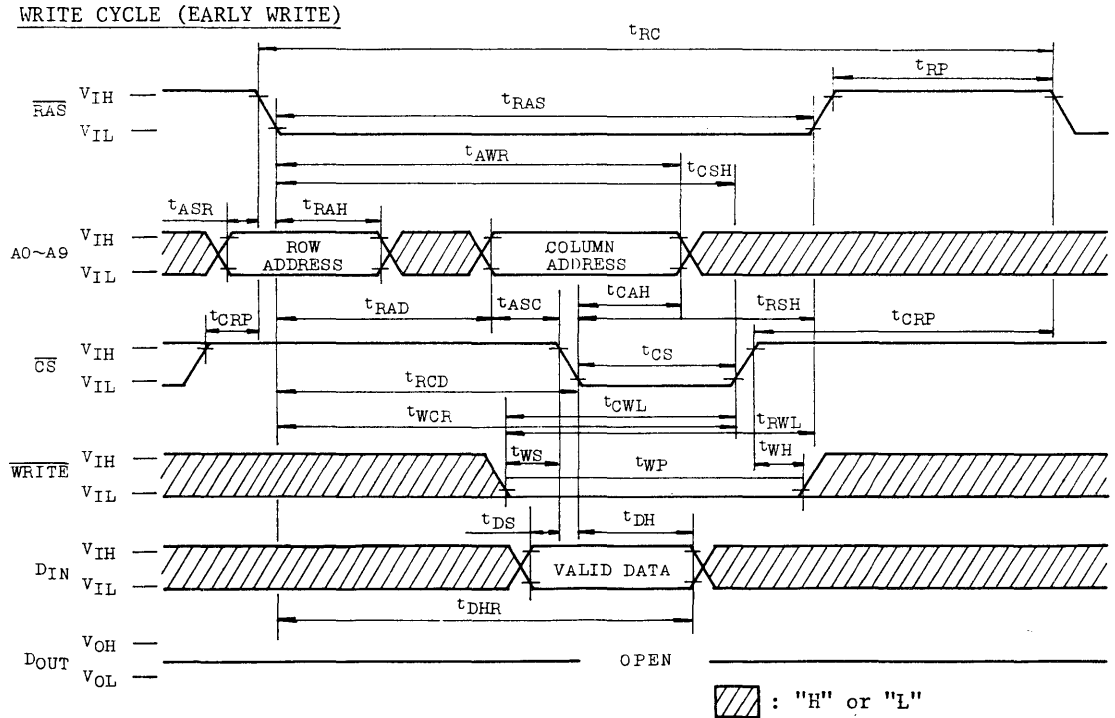 WRITE CYCLE (EARLY WRITE)
tRC
tRP
RAS
VIH
VIL
tRAS
tAWR
tCSH
tASR
tRAH
A0~A9
VIH
VIL
ROW ADDRESS
COLUMN ADDRESS
tCAH
tRAD
tASC
tRSH
tCRP
tCRP
CS
VIH
VIL
tCS
tRCD
tCWL
tWCR
tRWL
WRITE
VIH
VIL
tWS
tWP
tWH
tDS
tDH
DIN
VIH
VIL
VALID DATA
tDHR
DOUT
VOH
VOL
OPEN
: "H" or "L"